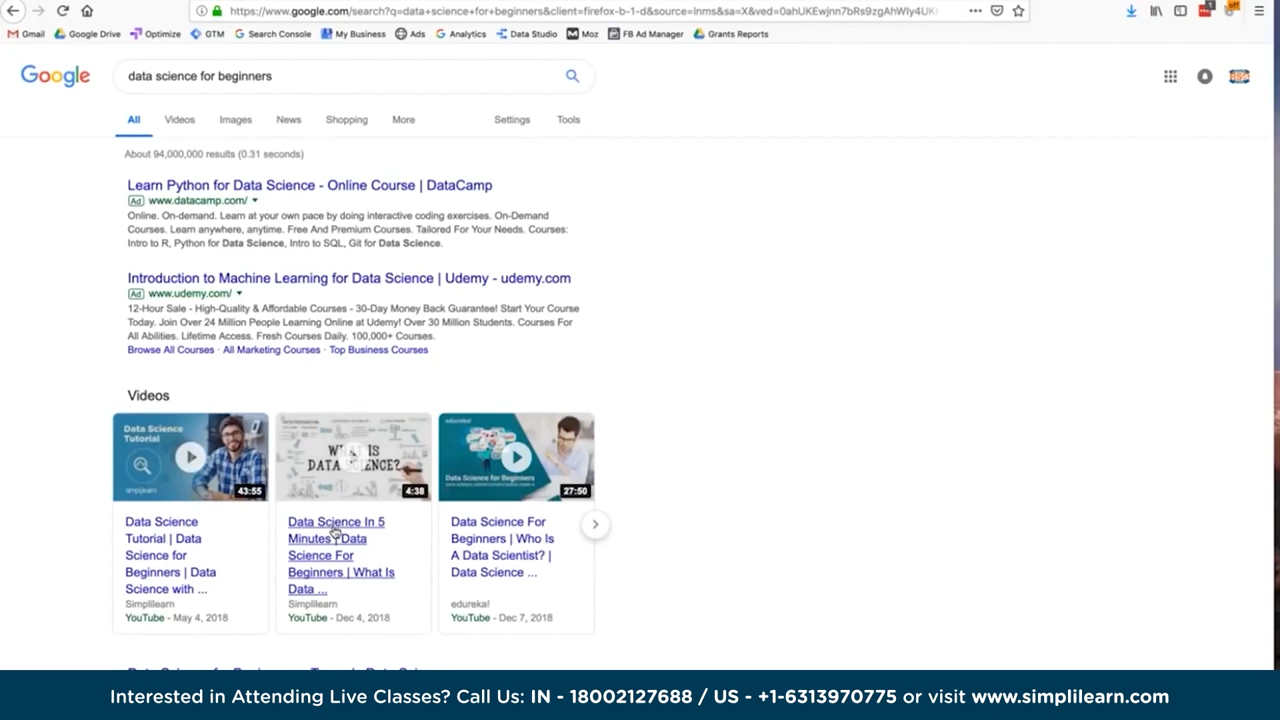 https://www.google.com/search?q=data+science+for+beginners&client=firefox-b-1-d&source=lnms&sa=X&ved=
Gmail Google Drive Optimize GTM Search Console My Business Ads Analytics Data Studio Moz FB Ad Manager Grants Reports
Google data science for beginners
All Videos Images News Shopping More Settings Tools
About 94,000,000 results (0.31 seconds)
Learn Python for Data Science - Online Course | DataCamp
Ad www.datacamp.com/
Online. On-demand. Learn at your own pace by doing interactive coding exercises. On-Demand
Courses. Learn anywhere, anytime. Free And Premium Courses. Tailored For Your Needs. Courses:
Intro to R, Python for Data Science, Intro to SQL, Git for Data Science.
Introduction to Machine Learning for Data Science | Udemy - udemy.com
Ad www.udemy.com/
12-Hour Sale - High-Quality & Affordable Courses - 30-Day Money Back Guarantee! Start Your Course
Today. Join Over 24 Million People Learning Online at Udemy! Over 30 Million Students. Courses For
All Abilities. Lifetime Access. Fresh Courses Daily. 100,000+ Courses.
Browse All Courses · All Marketing Courses · Top Business Courses
Videos
Data Science
Tutorial
simplilearn
43:55
WHAT IS
DATA SCIENCE?
4:38
edureka!
Data Science for Beginners
27:50
Data Science
Tutorial | Data
Science for
Beginners | Data
Science with ...
Simplilearn
YouTube - May 4, 2018
Data Science In 5
Minutes | Data
Science For
Beginners | What Is
Data ...
Simplilearn
YouTube - Dec 4, 2018
Data Science For
Beginners | Who Is
A Data Scientist? |
Data Science ...
edureka!
YouTube - Dec 7, 2018
Interested in Attending Live Classes? Call Us: IN - 18002127688 / US - +1-6313970775 or visit www.simplilearn.com